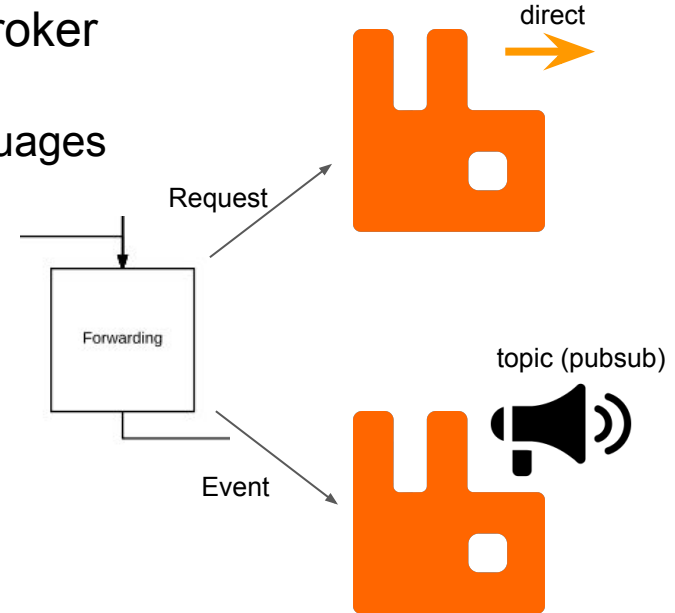 roker
uages
direct
Request
Forwarding
topic (pubsub)
Event